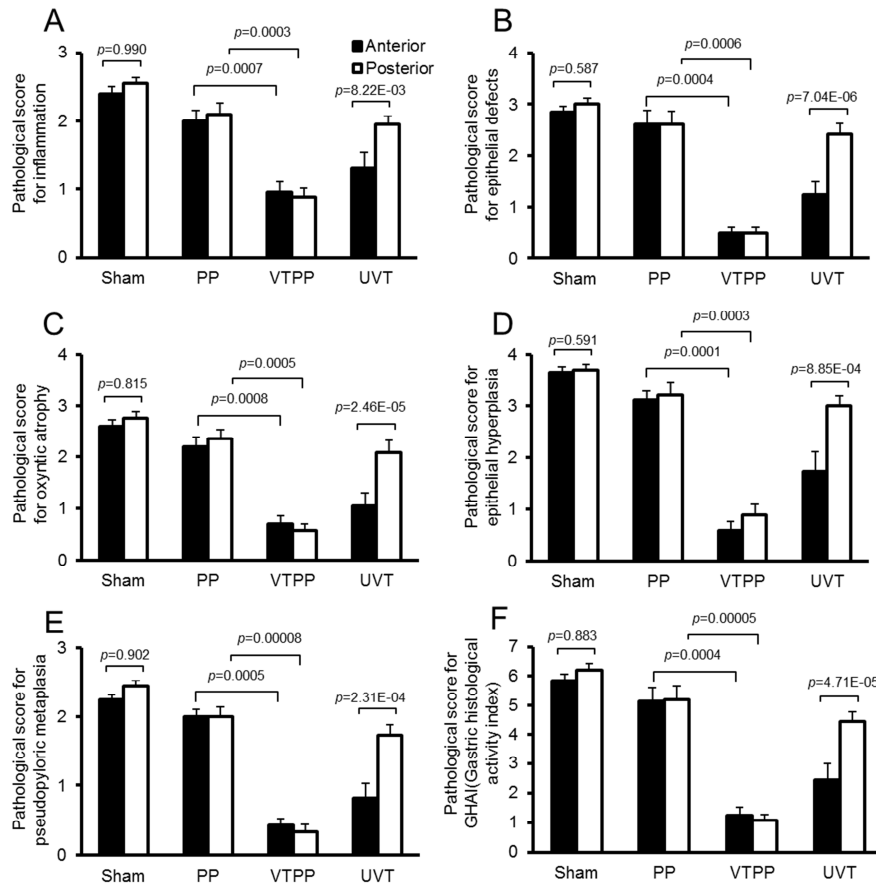 A
Pathological score
for inflammation
3
2
1
0
p=0.990
p=0.0003
p=0.0007
p=8.22E-03
Anterior
Posterior
Sham PP VTPP UVT
B
Pathological score
for epithelial defects
4
3
2
1
0
p=0.587
p=0.0006
p=0.0004
p=7.04E-06
Sham PP VTPP UVT
C
Pathological score
for oxyntic atrophy
4
3
2
1
0
p=0.815
p=0.0005
p=0.0008
p=2.46E-05
Sham PP VTPP UVT
D
Pathological score for
epithelial hyperplasia
4
3
2
1
0
p=0.591
p=0.0003
p=0.0001
p=8.85E-04
Sham PP VTPP UVT
E
Pathological score for
pseudopyloric metaplasia
3
2
1
0
p=0.902
p=0.00008
p=0.0005
p=2.31E-04
Sham PP VTPP UVT
F
Pathological score for
GHAI(Gastric histological
activity index)
7
6
5
4
3
2
1
0
p=0.883
p=0.00005
p=0.0004
p=4.71E-05
Sham PP VTPP UVT